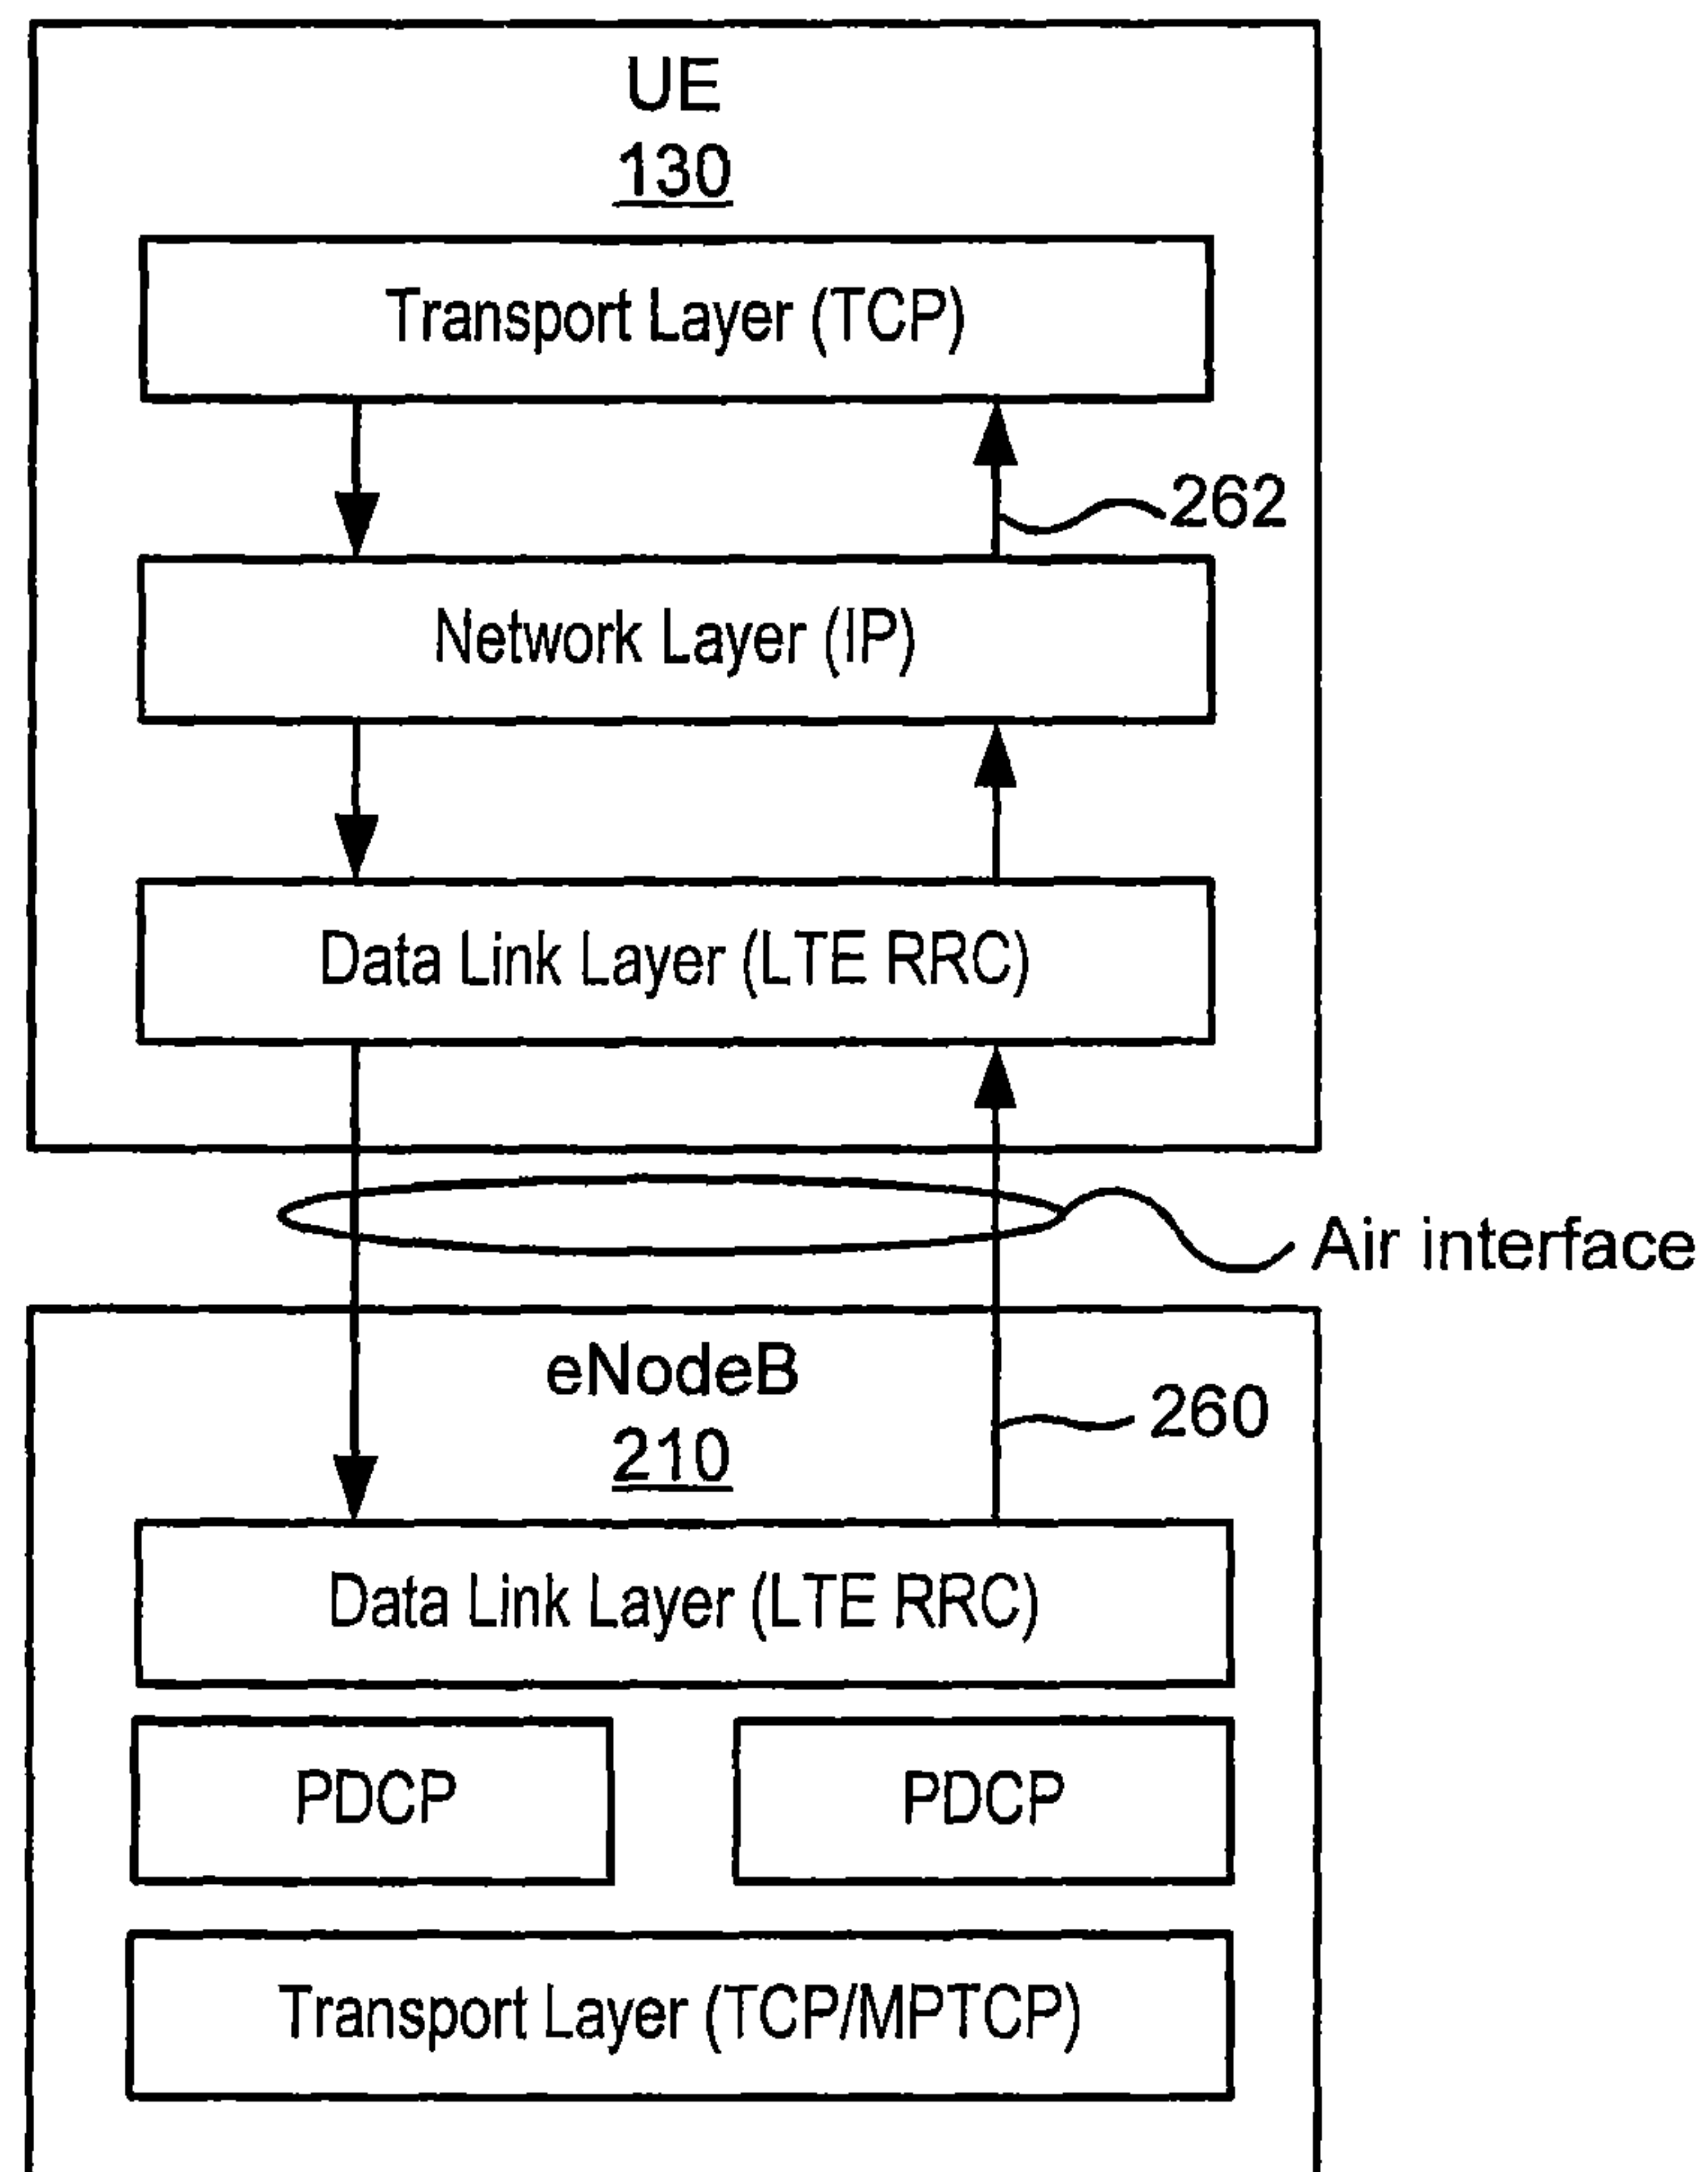 UE
130
Transport Layer (TCP)
262
Network Layer (IP)
Data Link Layer (LTE RRC)
Air interface
eNodeB
260
210
Data Link Layer (LTE RRC)
PDCP
PDCP
Transport Layer (TCP/MPTCP)